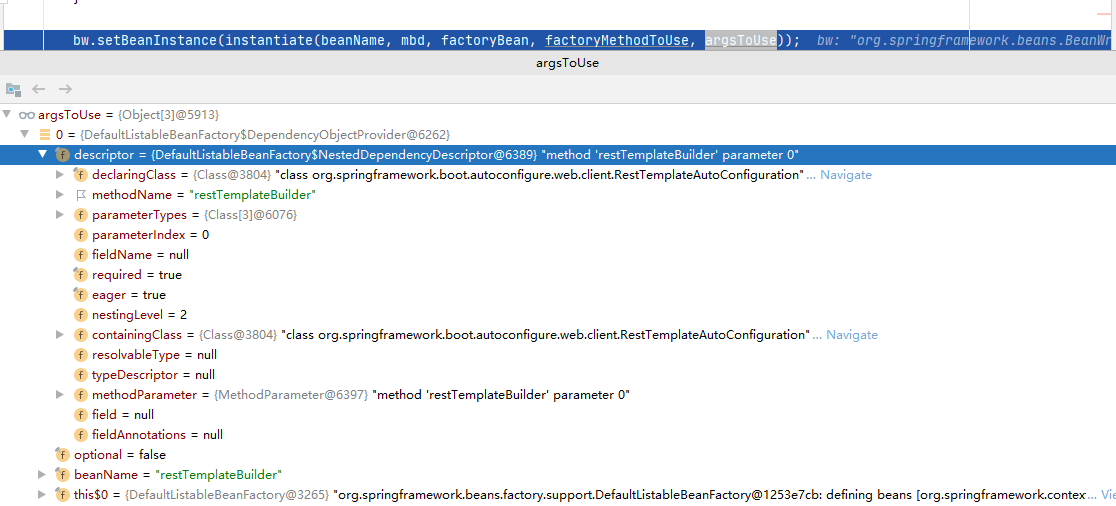 bw.setBeanInstance(instantiate(beanName, mbd, factoryBean, factoryMethodToUse, argsToUse)); bw: "org.springframework.beans.BeanWr
argsToUse
argsToUse = {Object[3]@5913}
0 = {DefaultListableBeanFactory$DependencyObjectProvider@6262}
descriptor = {DefaultListableBeanFactory$NestedDependencyDescriptor@6389} "method 'restTemplateBuilder' parameter 0"
declaringClass = {Class@3804} "class org.springframework.boot.autoconfigure.web.client.RestTemplateAutoConfiguration" ... Navigate
methodName = "restTemplateBuilder"
parameterTypes = {Class[3]@6076}
parameterIndex = 0
fieldName = null
required = true
eager = true
nestingLevel = 2
containingClass = {Class@3804} "class org.springframework.boot.autoconfigure.web.client.RestTemplateAutoConfiguration" ... Navigate
resolvableType = null
typeDescriptor = null
methodParameter = {MethodParameter@6397} "method 'restTemplateBuilder' parameter 0"
field = null
fieldAnnotations = null
optional = false
beanName = "restTemplateBuilder"
this$0 = {DefaultListableBeanFactory@3265} "org.springframework.beans.factory.support.DefaultListableBeanFactory@1253e7cb: defining beans [org.springframework.contex... Vie